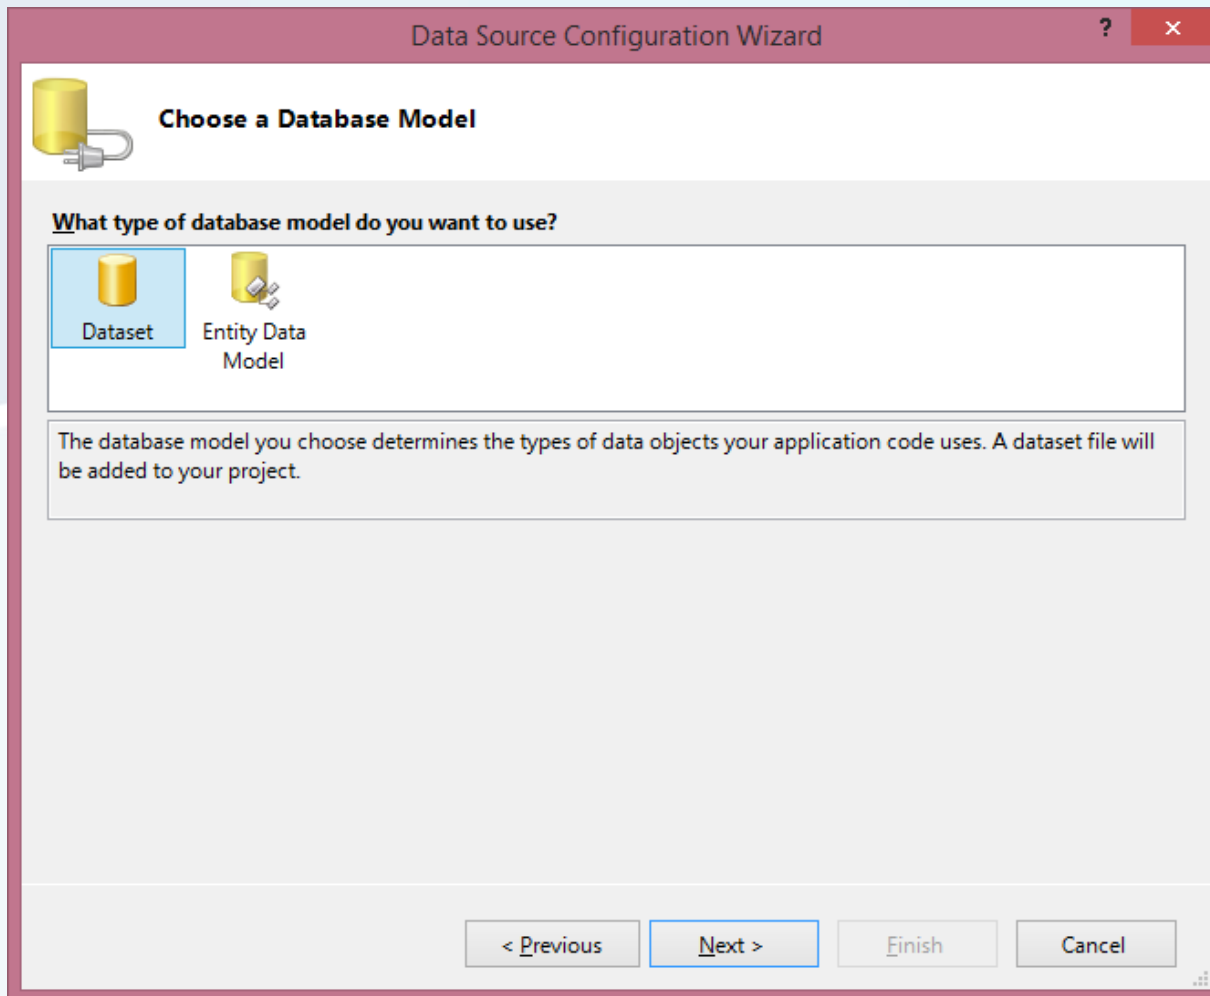 Data Source Configuration Wizard
?
Choose a Database Model
What type of database model do you want to use?
Dataset
Entity Data
Model
The database model you choose determines the types of data objects your application code uses. A dataset file will
be added to your project.
< Previous
Next >
Finish
Cancel